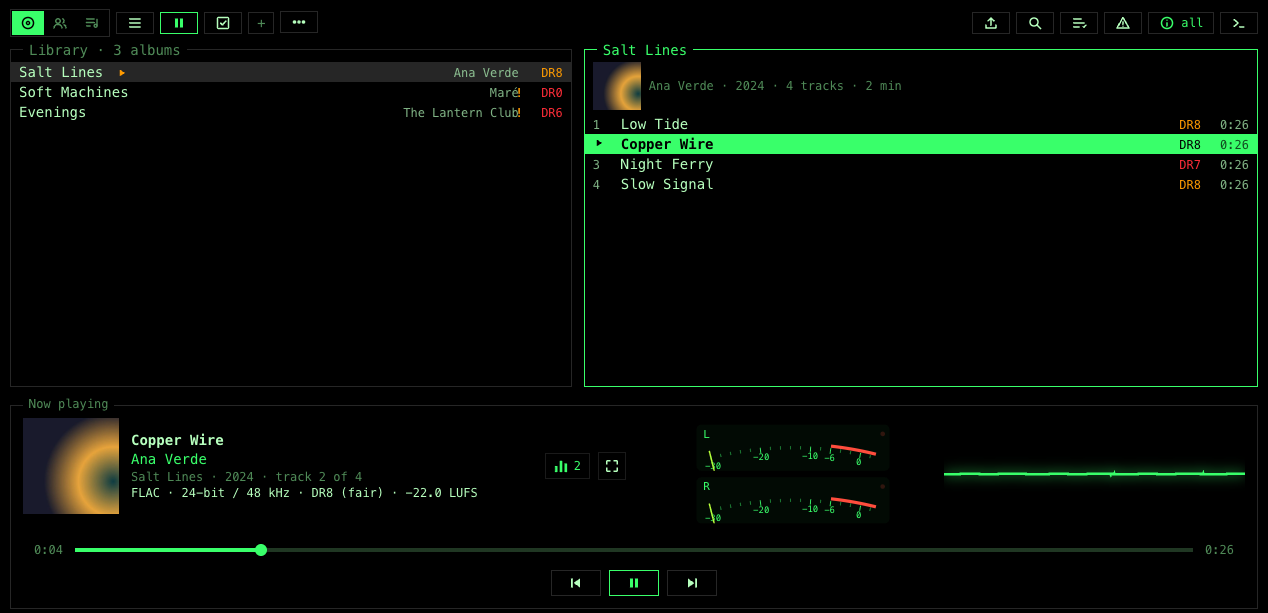 + ••• all
Library · 3 albums
Salt Lines Ana Verde DR8
Soft Machines Maré! DR0
Evenings The Lantern Club! DR6
Salt Lines
Ana Verde · 2024 · 4 tracks · 2 min
1 Low Tide DR8 0:26
Copper Wire DR8 0:26
3 Night Ferry DR7 0:26
4 Slow Signal DR8 0:26
Now playing
Copper Wire
Ana Verde
Salt Lines · 2024 · track 2 of 4
FLAC · 24-bit / 48 kHz · DR8 (fair) · −22.0 LUFS
2
L
−20 −10 −6 0
R
−20 −10 −6 0
0:04 0:26